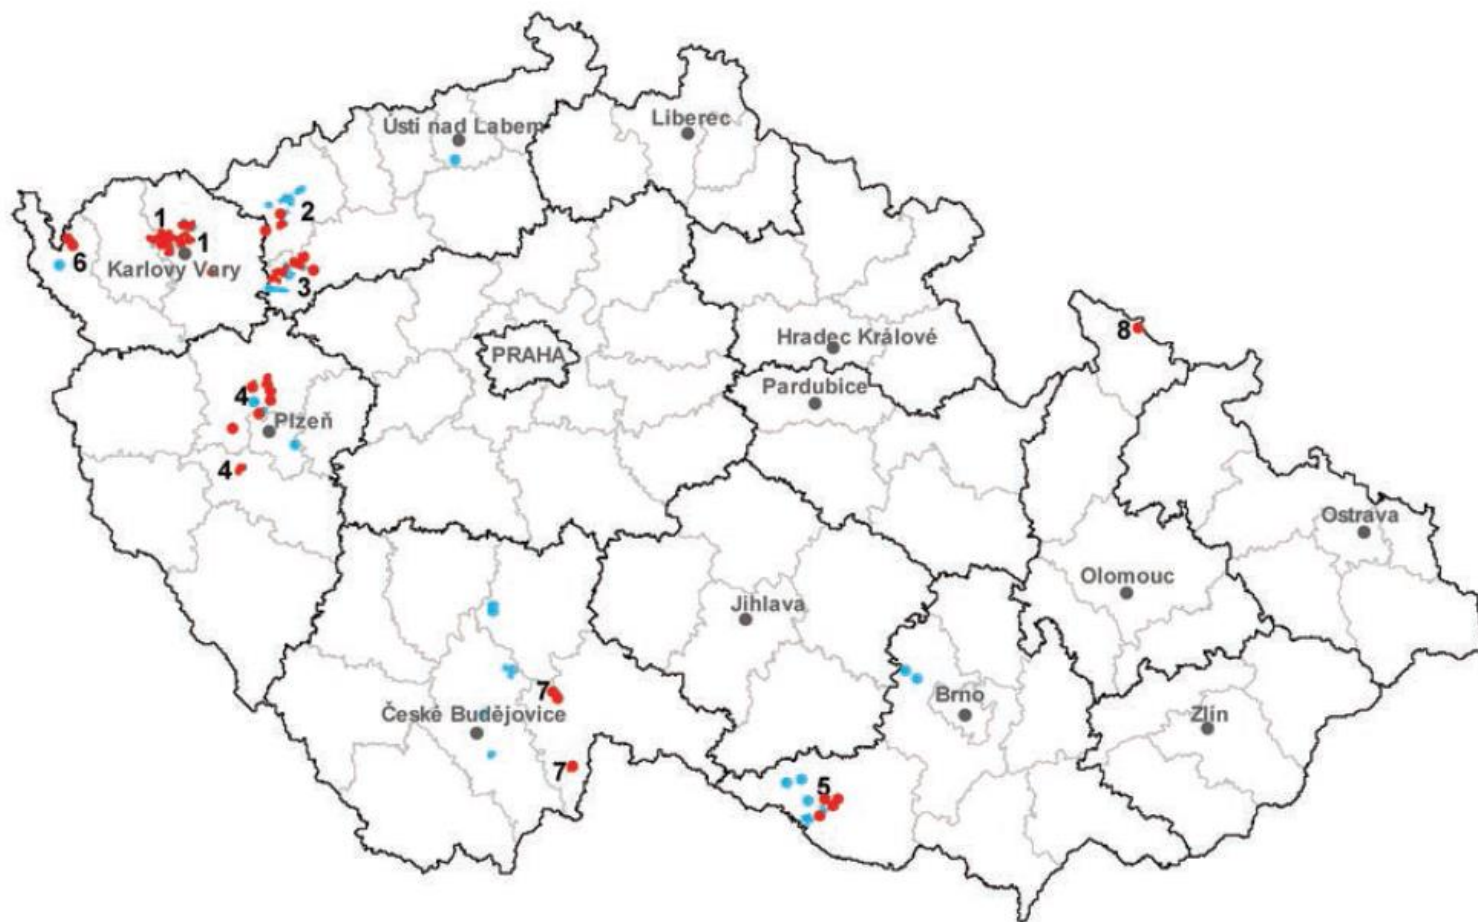 Ústí nad Labem
Liberec
1
2
1
6
Karlovy Vary
3
8
Hradec Králové
PRAHA
Pardubice
4
Plzeň
4
Ostrava
Olomouc
Jihlava
7
Brno
České Budějovice
Zlín
7
5